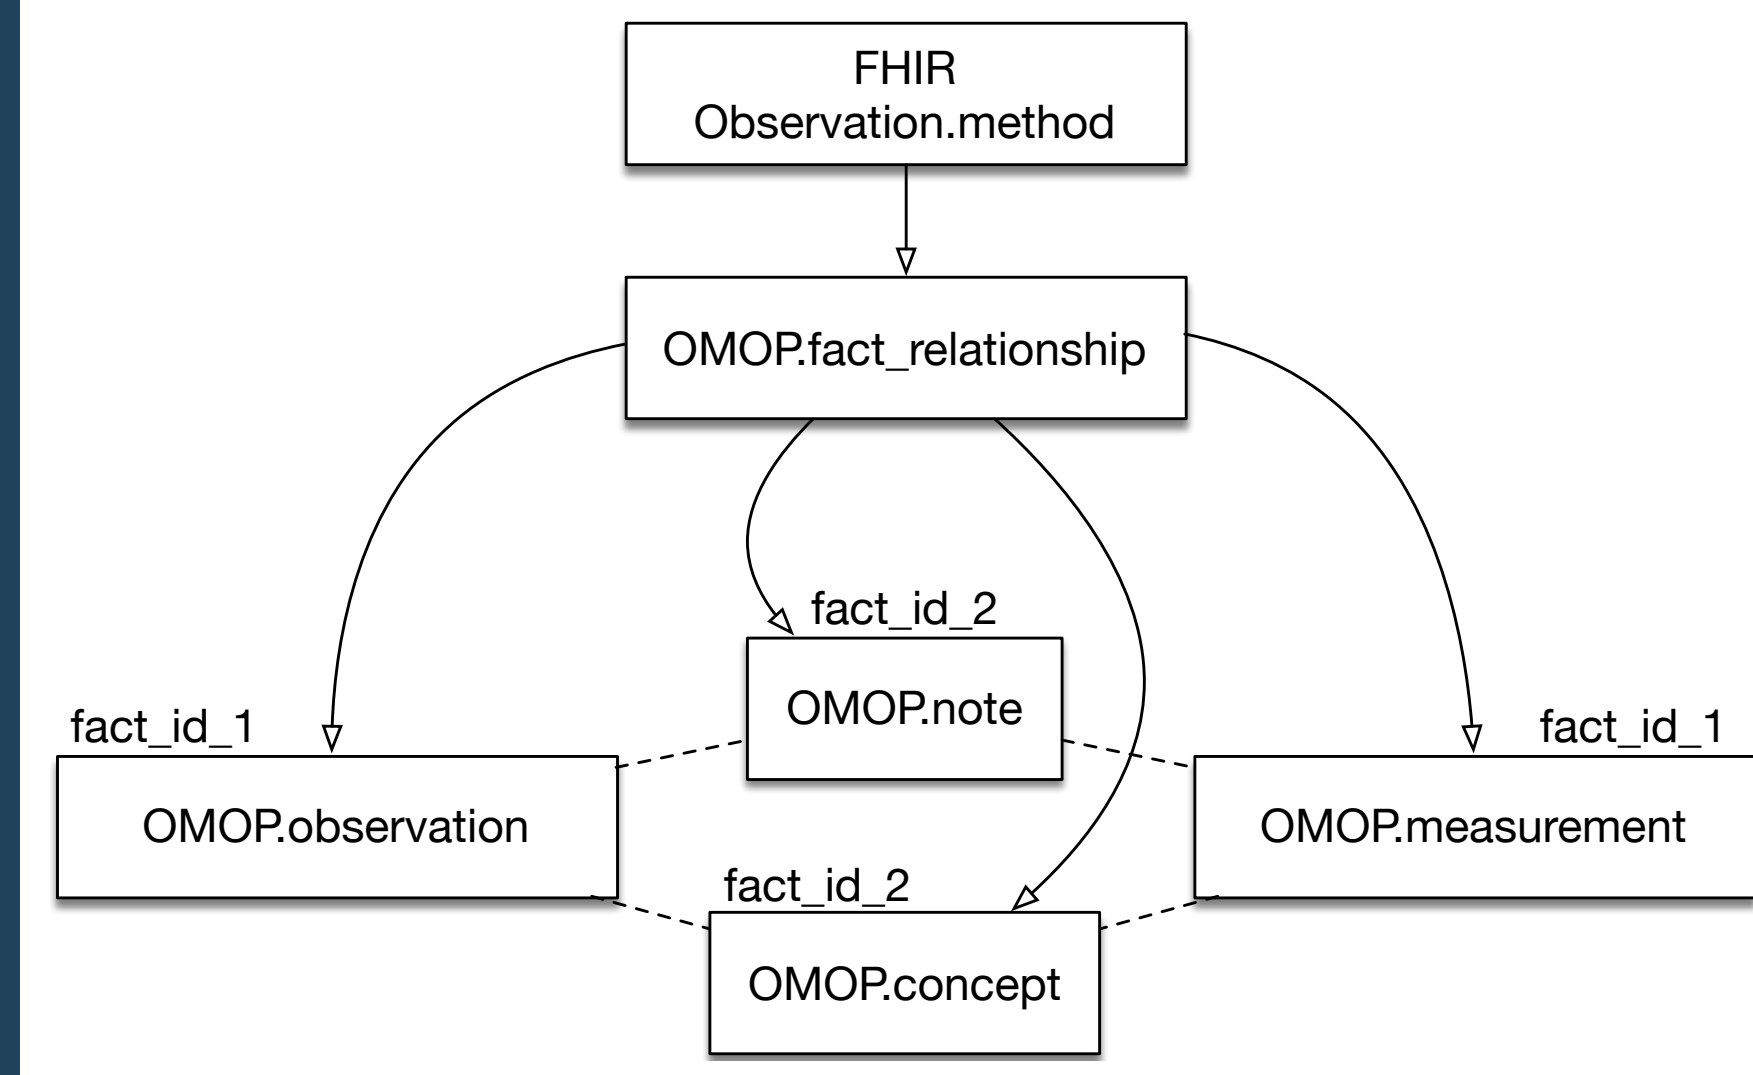 FHIR
Observation.method
OMOP.fact_relationship
fact_id_2
OMOP.note
fact_id_1
fact_id_1
OMOP.observation
OMOP.measurement
fact_id_2
OMOP.concept